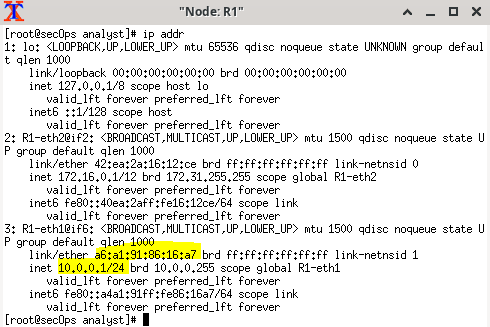 "Node: R1"
[root@secOps analyst]# ip addr
1: lo: <LOOPBACK,UP,LOWER_UP> mtu 65536 qdisc noqueue state UNKNOWN group defaul
t qlen 1000
    link/loopback 00:00:00:00:00:00 brd 00:00:00:00:00:00
    inet 127.0.0.1/8 scope host lo
       valid_lft forever preferred_lft forever
    inet6 ::1/128 scope host
       valid_lft forever preferred_lft forever
2: R1-eth2@if2: <BROADCAST,MULTICAST,UP,LOWER_UP> mtu 1500 qdisc noqueue state U
P group default qlen 1000
    link/ether 42:ea:2a:16:12:ce brd ff:ff:ff:ff:ff:ff link-netnsid 0
    inet 172.16.0.1/12 brd 172.31.255.255 scope global R1-eth2
       valid_lft forever preferred_lft forever
    inet6 fe80::40ea:2aff:fe16:12ce/64 scope link
       valid_lft forever preferred_lft forever
3: R1-eth1@if6: <BROADCAST,MULTICAST,UP,LOWER_UP> mtu 1500 qdisc noqueue state U
P group default qlen 1000
    link/ether a6:a1:91:86:16:a7 brd ff:ff:ff:ff:ff:ff link-netnsid 1
    inet 10.0.0.1/24 brd 10.0.0.255 scope global R1-eth1
       valid_lft forever preferred_lft forever
    inet6 fe80::a4a1:91ff:fe86:16a7/64 scope link
       valid_lft forever preferred_lft forever
[root@secOps analyst]#